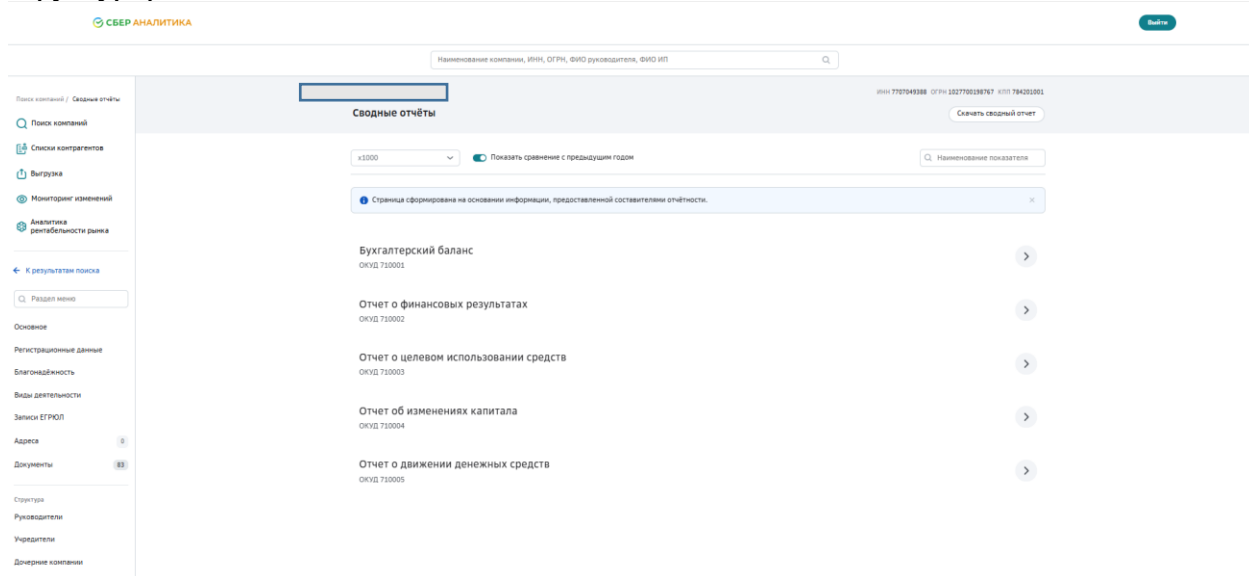 СБЕР АНАЛИТИКА
Выйти
Наименование компании, ИНН, ОГРН, ФИО руководителя, ФИО ИП
Поиск компаний / Сводные отчёты
Поиск компаний
Списки контрагентов
Выгрузка
Мониторинг изменений
Аналитика
рентабельности рынка
К результатам поиска
Раздел меню
Основное
Регистрационные данные
Благонадёжность
Виды деятельности
Записи ЕГРЮЛ
Адреса 0
Документы 83
Структура
Руководители
Учредители
Дочерние компании
ИНН 7707049388 ОГРН 1027700198767 КПП 784201001
Сводные отчёты
Скачать сводный отчет
x1000
Показать сравнение с предыдущим годом
Наименование показателя
Страница сформирована на основании информации, предоставленной составителями отчётности.
Бухгалтерский баланс
ОКУД 710001
Отчет о финансовых результатах
ОКУД 710002
Отчет о целевом использовании средств
ОКУД 710003
Отчет об изменениях капитала
ОКУД 710004
Отчет о движении денежных средств
ОКУД 710005